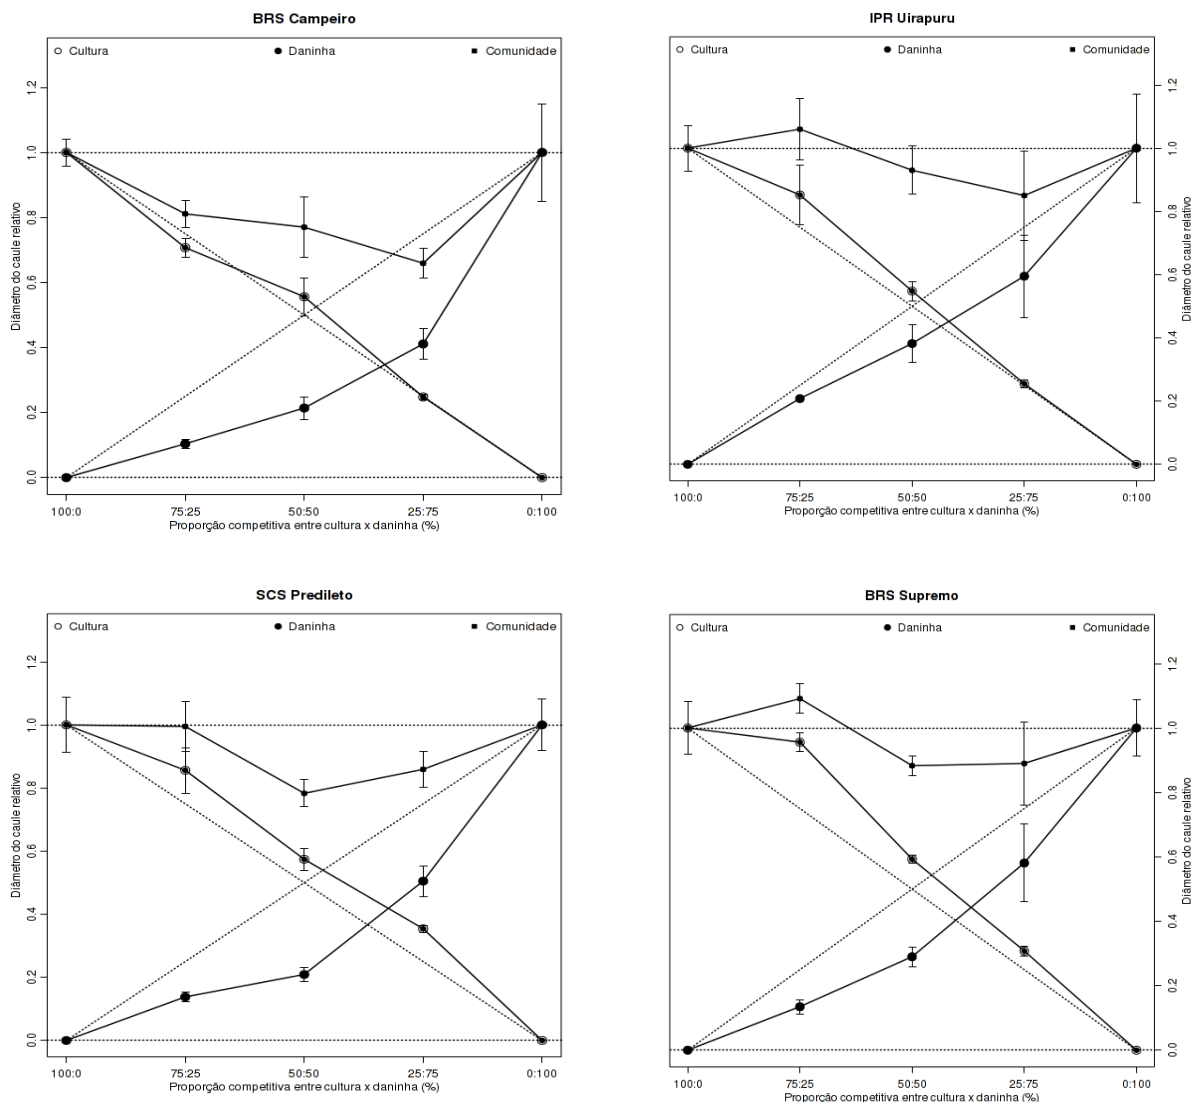 BRS Campeiro
Cultura Daninha Comunidade
Diâmetro do caule relativo
0.0 0.2 0.4 0.6 0.8 1.0 1.2
100:0 75:25 50:50 25:75 0:100
Proporção competitiva entre cultura x daninha (%)
IPR Uirapuru
Cultura Daninha Comunidade
Diâmetro do caule relativo
0.0 0.2 0.4 0.6 0.8 1.0 1.2
100:0 75:25 50:50 25:75 0:100
Proporção competitiva entre cultura x daninha (%)
SCS Predileto
Cultura Daninha Comunidade
Diâmetro do caule relativo
0.0 0.2 0.4 0.6 0.8 1.0 1.2
100:0 75:25 50:50 25:75 0:100
Proporção competitiva entre cultura x daninha (%)
BRS Supremo
Cultura Daninha Comunidade
Diâmetro do caule relativo
0.0 0.2 0.4 0.6 0.8 1.0 1.2
100:0 75:25 50:50 25:75 0:100
Proporção competitiva entre cultura x daninha (%)